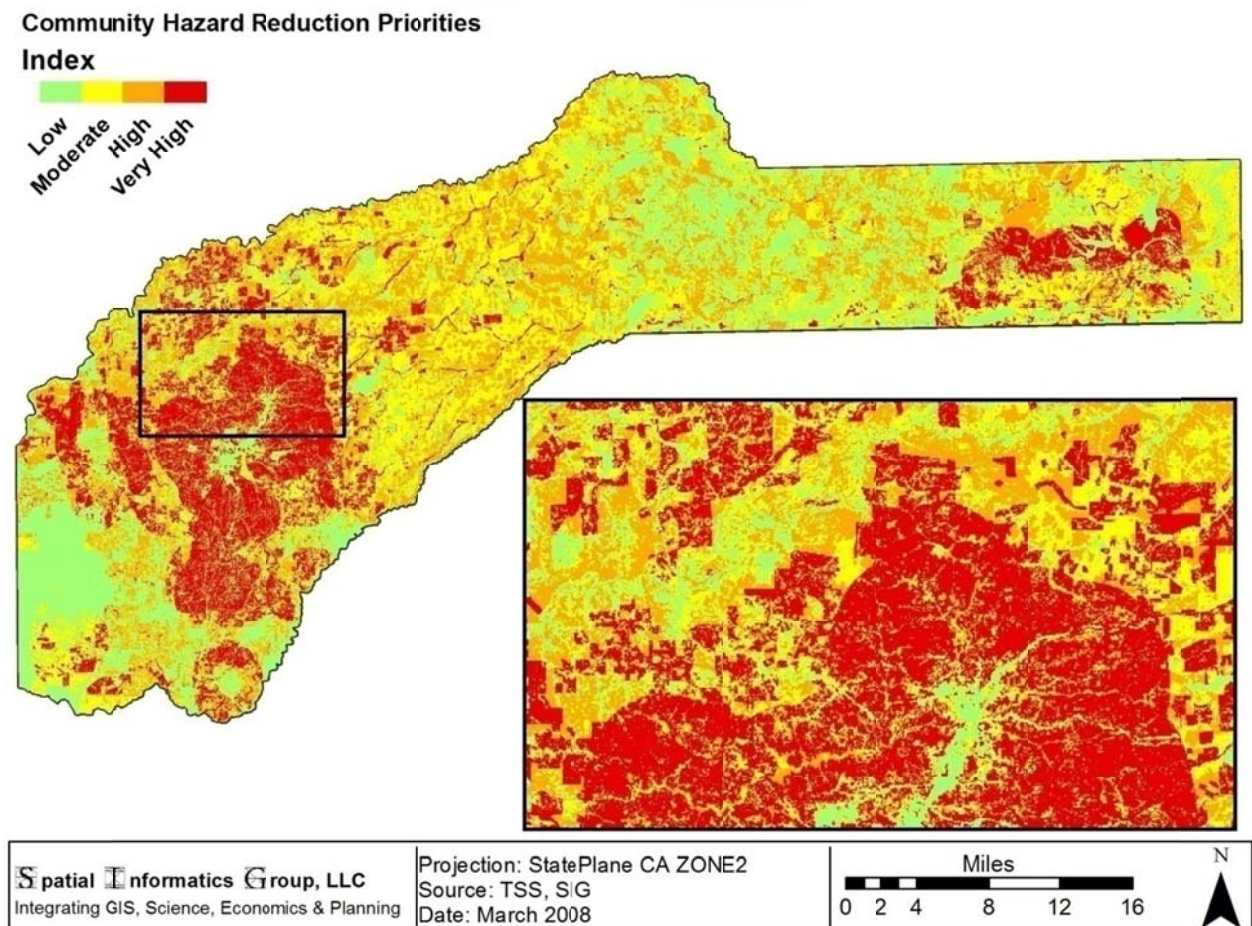 Community Hazard Reduction Priorities
Index
Low
Moderate
High
Very High
Spatial Informatics Group, LLC
Integrating GIS, Science, Economics & Planning
Projection: StatePlane CA ZONE2
Source: TSS, SIG
Date: March 2008
Miles
0 2 4 8 12 16
N